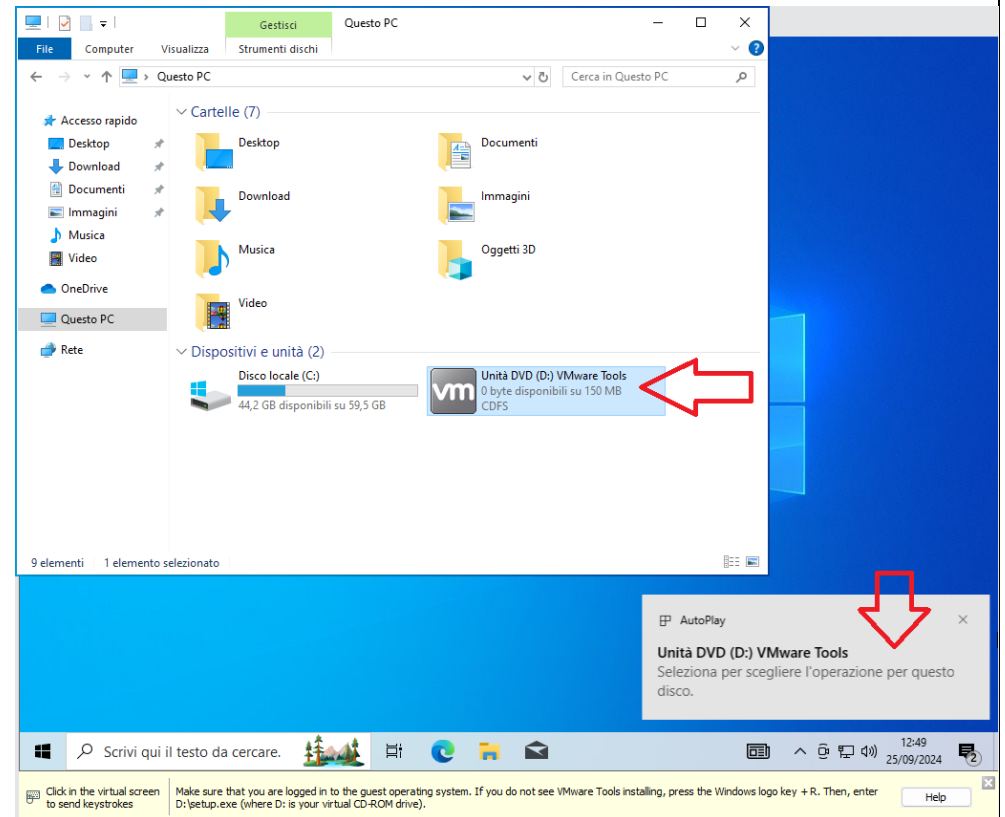 Gestisci
Questo PC
File
Computer
Visualizza
Strumenti dischi
Questo PC
Cerca in Questo PC
Accesso rapido
Desktop
Download
Documenti
Immagini
Musica
Video
OneDrive
Questo PC
Rete
Cartelle (7)
Desktop
Documenti
Download
Immagini
Musica
Oggetti 3D
Video
Dispositivi e unità (2)
Disco locale (C:)
44,2 GB disponibili su 59,5 GB
vm
Unità DVD (D:) VMware Tools
0 byte disponibili su 150 MB
CDFS
9 elementi
1 elemento selezionato
AutoPlay
Unità DVD (D:) VMware Tools
Seleziona per scegliere l'operazione per questo
disco.
Scrivi qui il testo da cercare.
12:49
25/09/2024
2
Click in the virtual screen
to send keystrokes
Make sure that you are logged in to the guest operating system. If you do not see VMware Tools installing, press the Windows logo key + R. Then, enter
D:\setup.exe (where D: is your virtual CD-ROM drive).
Help